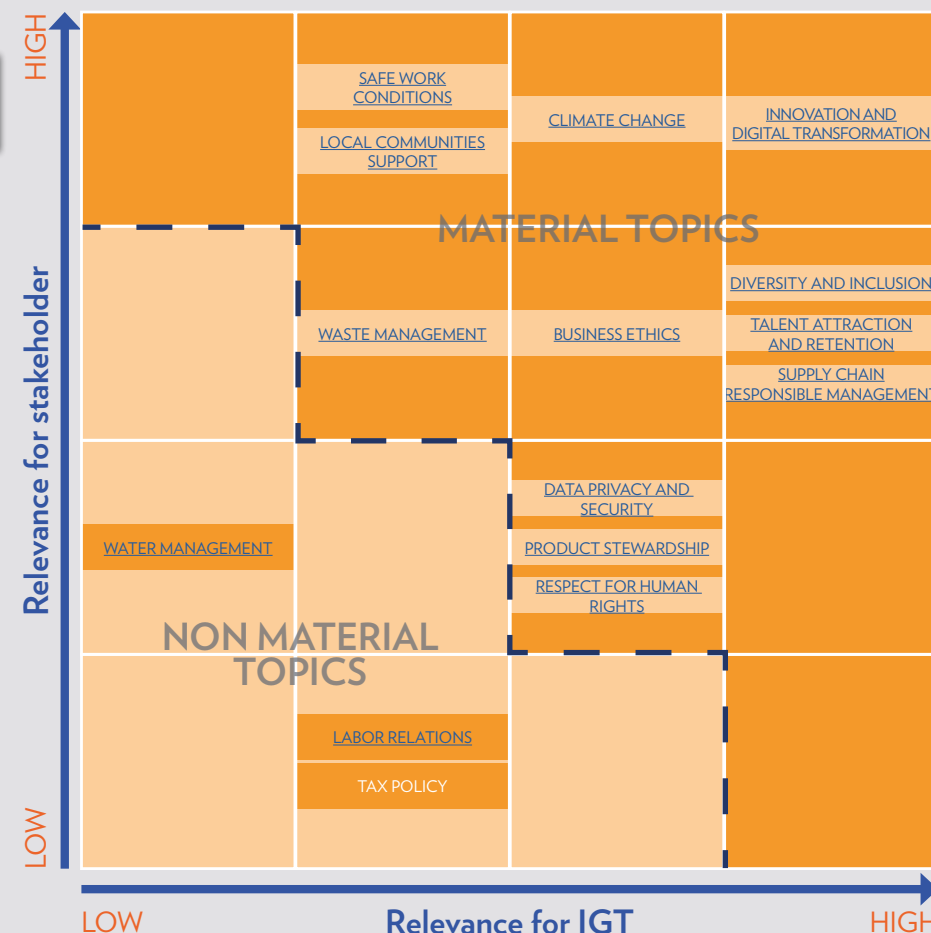 HIGH
SAFE WORK
CONDITIONS
LOCAL COMMUNITIES
SUPPORT
CLIMATE CHANGE
INNOVATION AND
DIGITAL TRANSFORMATION
MATERIAL TOPICS
Relevance for stakeholder
WASTE MANAGEMENT
BUSINESS ETHICS
DIVERSITY AND INCLUSION
TALENT ATTRACTION
AND RETENTION
SUPPLY CHAIN
RESPONSIBLE MANAGEMENT
WATER MANAGEMENT
DATA PRIVACY AND
SECURITY
PRODUCT STEWARDSHIP
RESPECT FOR HUMAN
RIGHTS
NON MATERIAL
TOPICS
LABOR RELATIONS
TAX POLICY
LOW
LOW
Relevance for IGT
HIGH